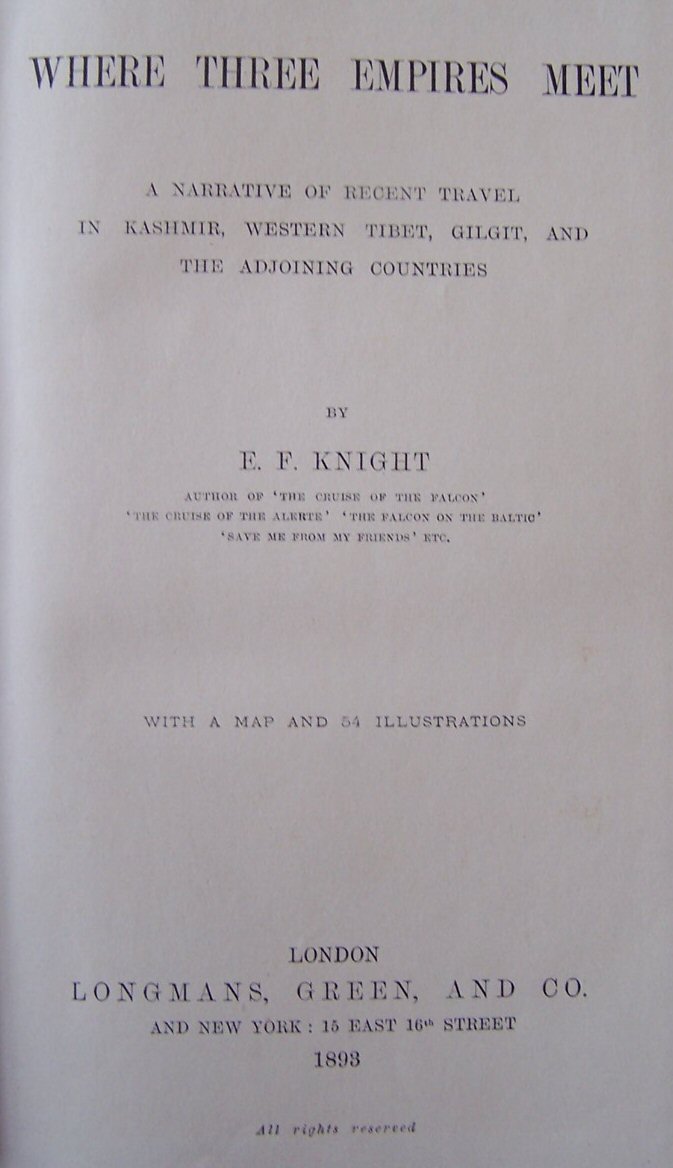 WHERE THREE EMPIRES MEET
A NARRATIVE OF RECENT TRAVEL
IN KASHMIR, WESTERN TIBET, GILGIT, AND
THE ADJOINING COUNTRIES
BY
E. F. KNIGHT
AUTHOR OF 'THE CRUISE OF THE FALCON'
'THE CRUISE OF THE ALERTE' 'THE FALCON ON THE BALTIC'
'SAVE ME FROM MY FRIENDS' ETC.
WITH A MAP AND 54 ILLUSTRATIONS
LONDON
LONGMANS, GREEN, AND CO.
AND NEW YORK : 15 EAST 16th STREET
1893
All rights reserved